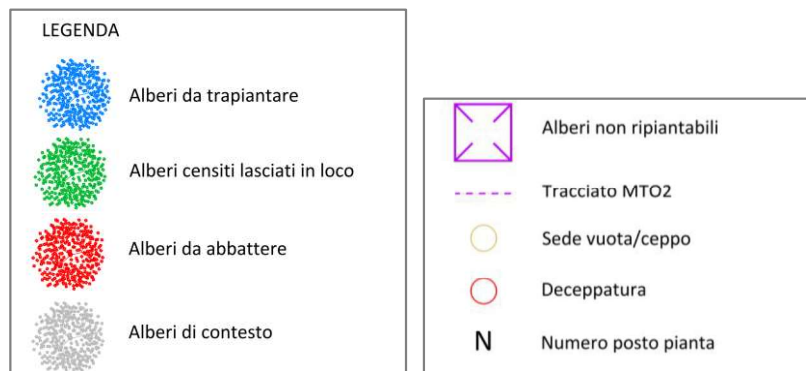 LEGENDA
Alberi da trapiantare
Alberi censiti lasciati in loco
Alberi da abbattere
Alberi di contesto
Alberi non ripiantabili
Tracciato MTO2
Sede vuota/ceppo
Deceppatura
N Numero posto pianta